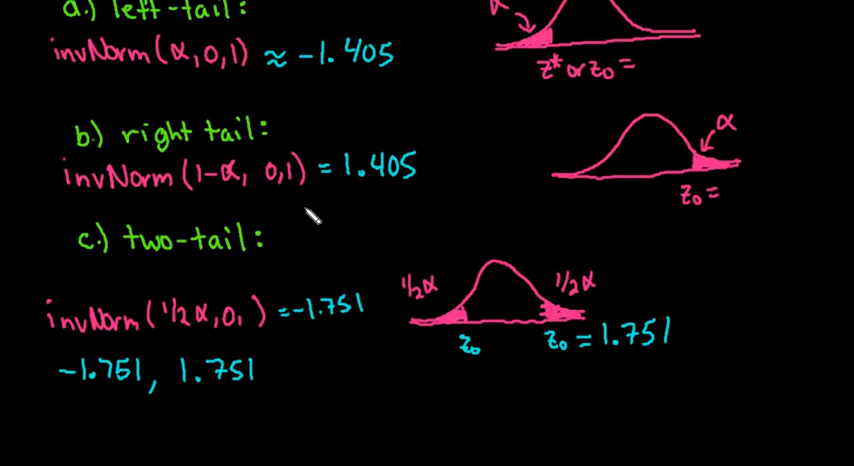 a.) left-tail:
α
invNorm(α,0,1) ≈ -1.405
z* or z₀ =
b.) right tail:
α
invNorm(1-α, 0,1) = 1.405
z₀ =
c.) two-tail:
1/2α 1/2α
invNorm(1/2α,0, ) = -1.751
z₀ z₀ = 1.751
-1.751, 1.751